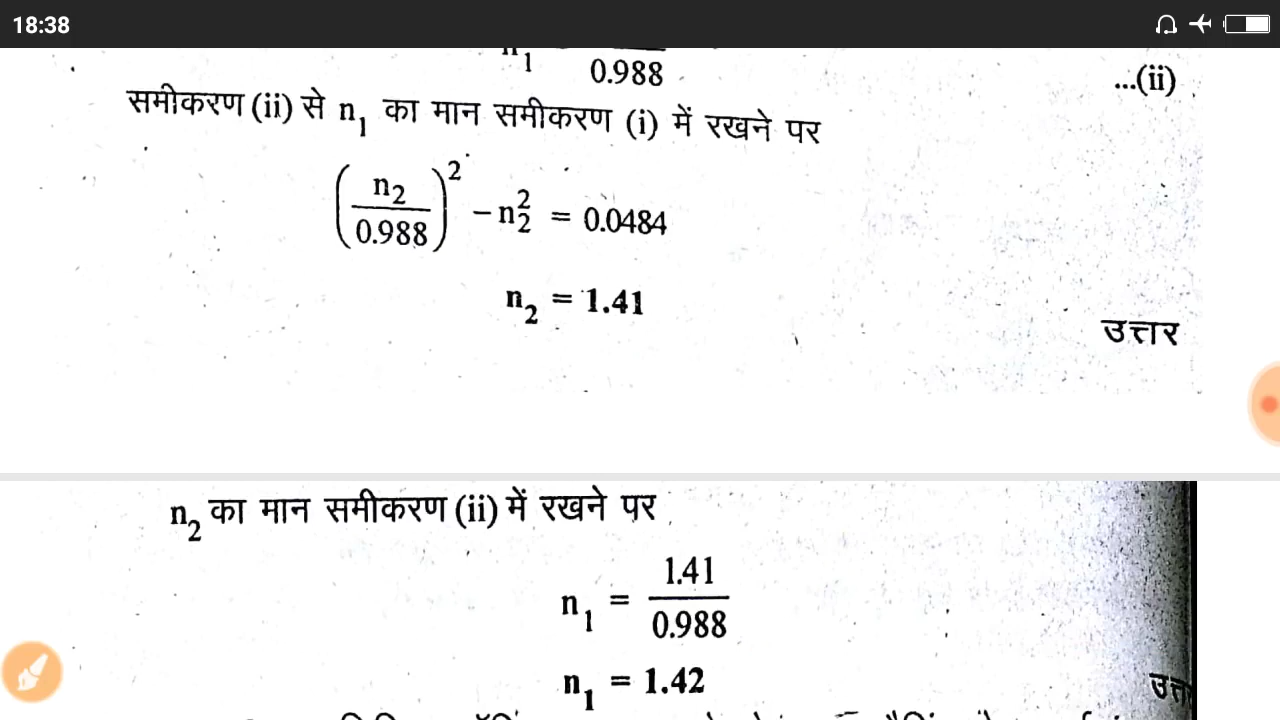 18:38
n1 0.988 ...(ii)
समीकरण (ii) से n1 का मान समीकरण (i) में रखने पर
(n2/0.988)² − n2² = 0.0484
n2 = 1.41
उत्तर
n2 का मान समीकरण (ii) में रखने पर
n1 = 1.41/0.988
n1 = 1.42